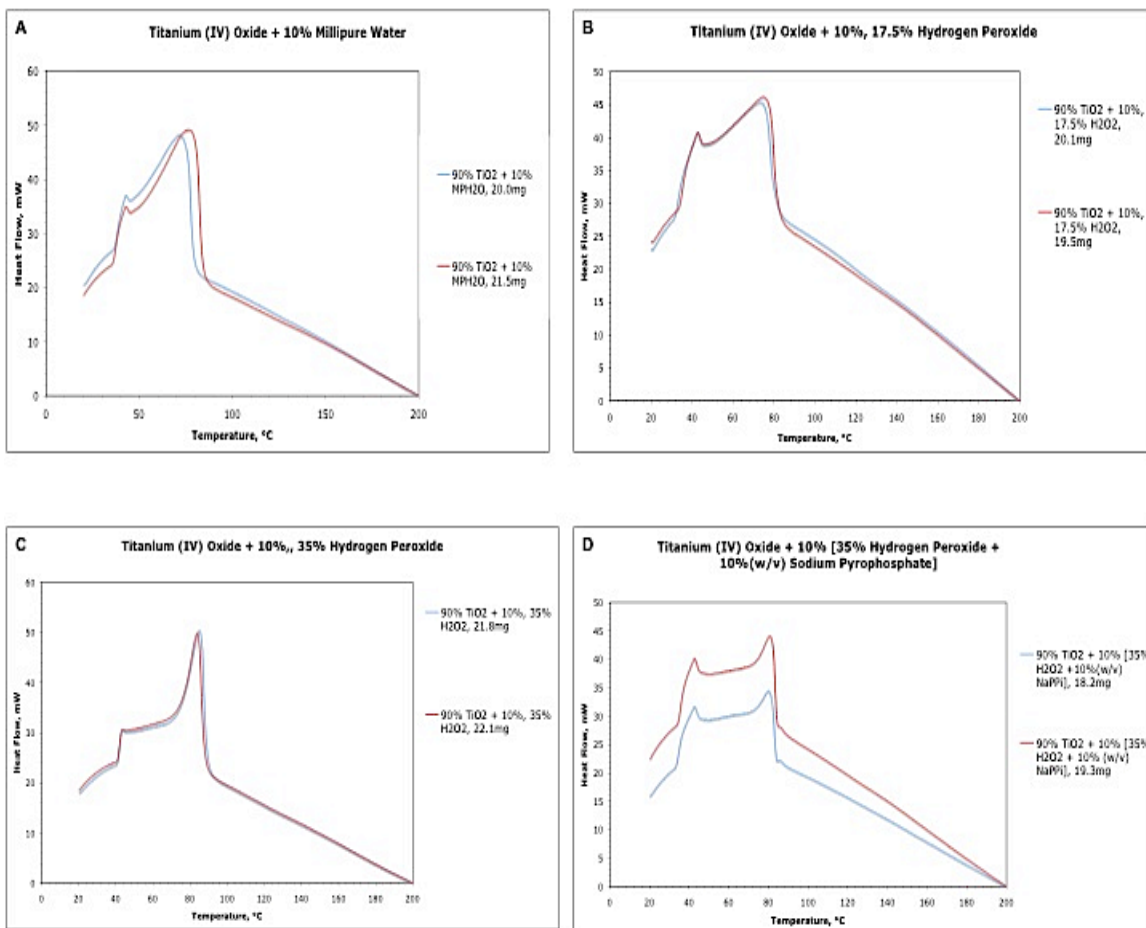 A
Titanium (IV) Oxide + 10% Millipure Water
60
50
40
30
20
10
0
Heat Flow, mW
0 50 100 150 200
Temperature, °C
90% TiO2 + 10%
MPH2O, 20.0mg
90% TiO2 + 10%
MPH2O, 21.5mg
B
Titanium (IV) Oxide + 10%, 17.5% Hydrogen Peroxide
50
45
40
35
30
25
20
15
10
5
0
Heat Flow, mW
0 20 40 60 80 100 120 140 160 180 200
Temperature, °C
90% TiO2 + 10%,
17.5% H2O2,
20.1mg
90% TiO2 + 10%,
17.5% H2O2,
19.5mg
C
Titanium (IV) Oxide + 10%,, 35% Hydrogen Peroxide
60
50
40
30
20
10
0
Heat Flow, mW
0 20 40 60 80 100 120 140 160 180 200
Temperature, °C
90% TiO2 + 10%, 35%
H2O2, 21.8mg
90% TiO2 + 10%, 35%
H2O2, 22.1mg
D
Titanium (IV) Oxide + 10% [35% Hydrogen Peroxide +
10%(w/v) Sodium Pyrophosphate]
50
45
40
35
30
25
20
15
10
5
0
Heat Flow, mW
0 20 40 60 80 100 120 140 160 180 200
Temperature, °C
90% TiO2 + 10% [35%
H2O2 +10%(w/v)
NaPPi], 18.2mg
90% TiO2 + 10% [35%
H2O2 + 10% (w/v)
NaPPi], 19.3mg